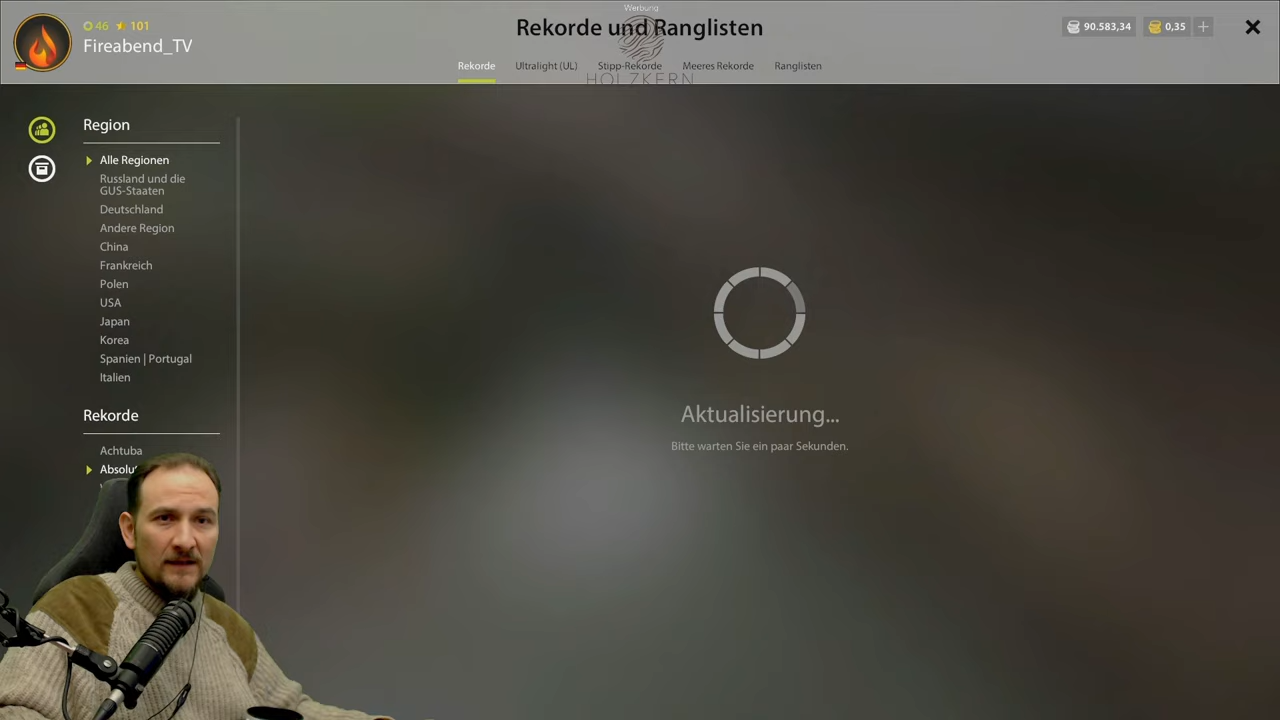 Werbung
46 101
Fireabend_TV
Rekorde und Ranglisten
90.583,34 0,35
HOLZKERN
Rekorde Ultralight (UL) Stipp-Rekorde Meeres Rekorde Ranglisten
Region
Alle Regionen
Russland und die
GUS-Staaten
Deutschland
Andere Region
China
Frankreich
Polen
USA
Japan
Korea
Spanien | Portugal
Italien
Rekorde
Achtuba
Aktualisierung...
Bitte warten Sie ein paar Sekunden.